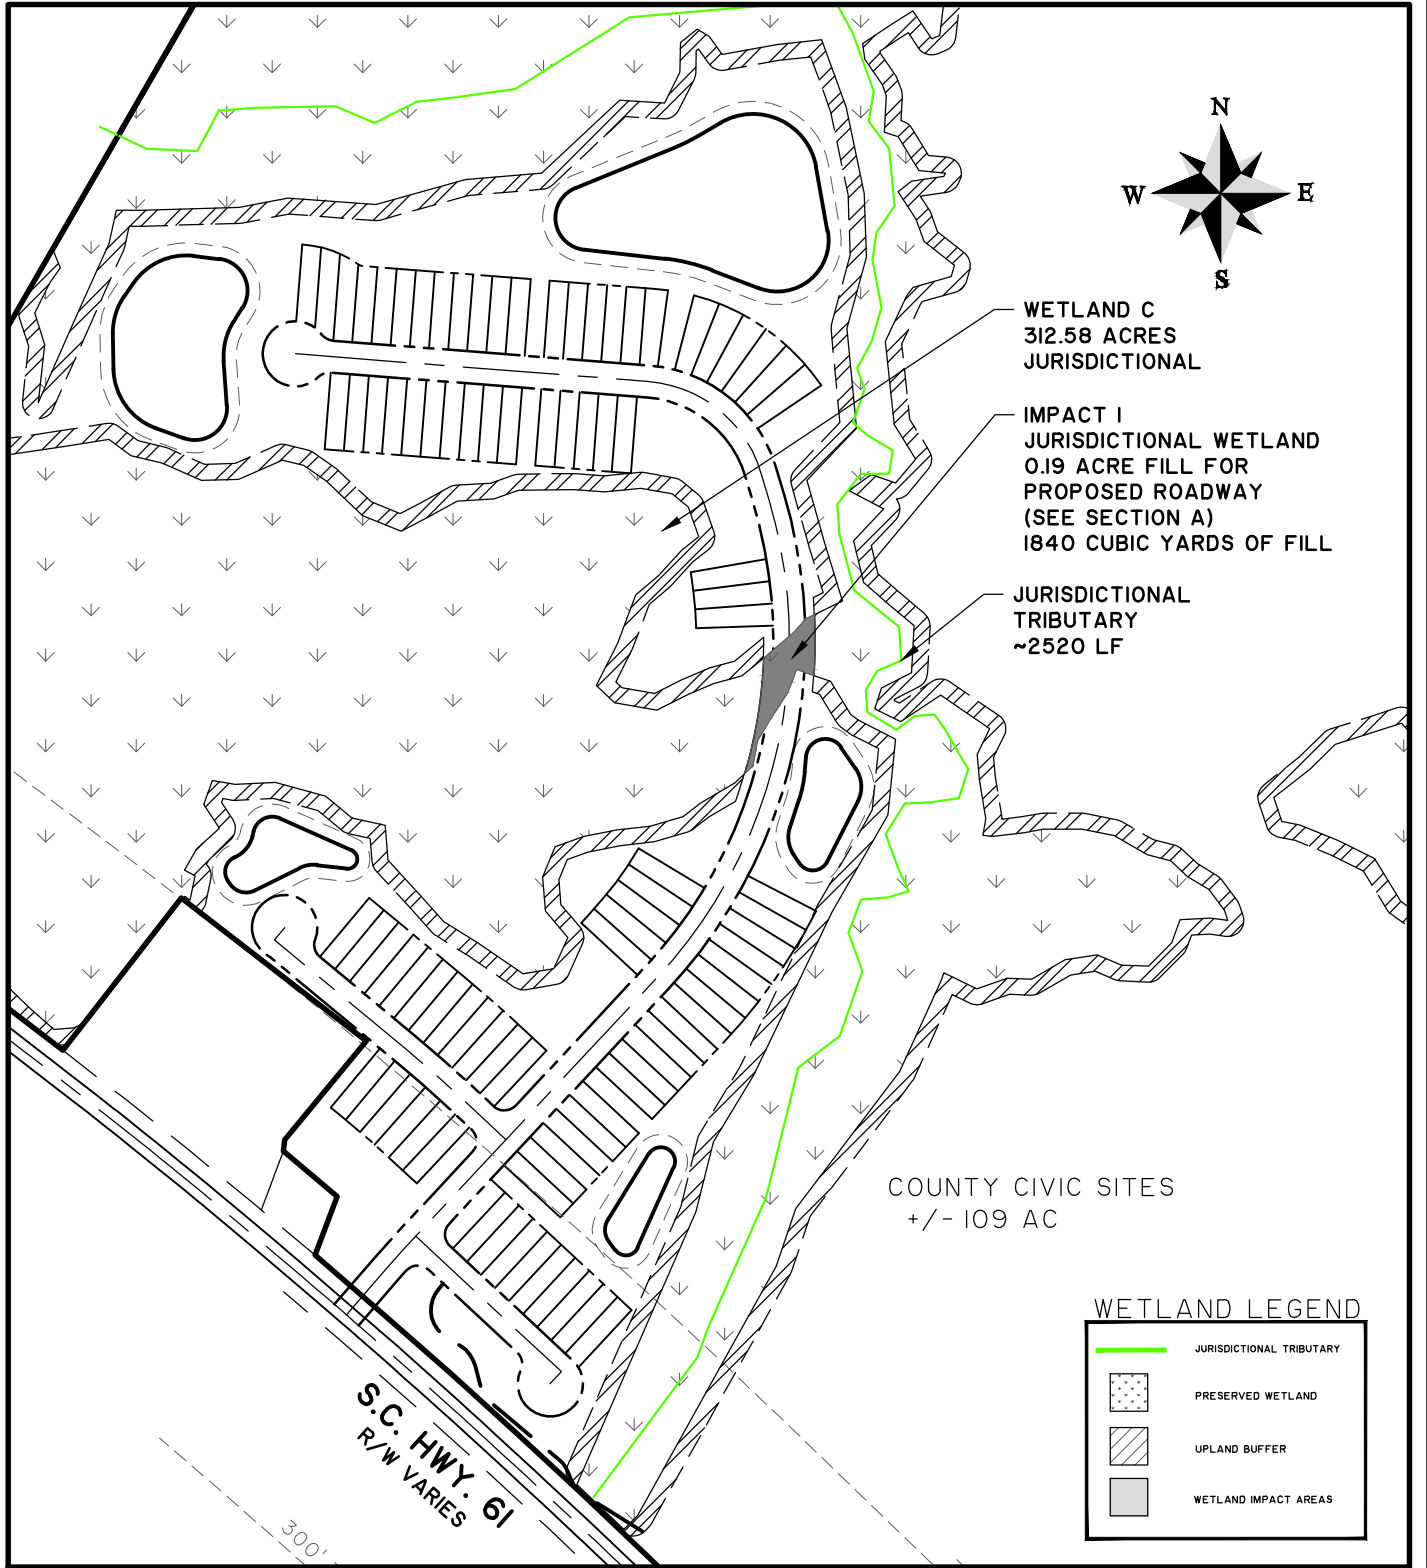 N
W
E
S
WETLAND C
312.58 ACRES
JURISDICTIONAL
IMPACT 1
JURISDICTIONAL WETLAND
0.19 ACRE FILL FOR
PROPOSED ROADWAY
(SEE SECTION A)
1840 CUBIC YARDS OF FILL
JURISDICTIONAL
TRIBUTARY
~2520 LF
COUNTY CIVIC SITES
+/- 109 AC
WETLAND LEGEND
JURISDICTIONAL TRIBUTARY
PRESERVED WETLAND
UPLAND BUFFER
WETLAND IMPACT AREAS
S.C. HWY. 61
R/W VARIES
300'